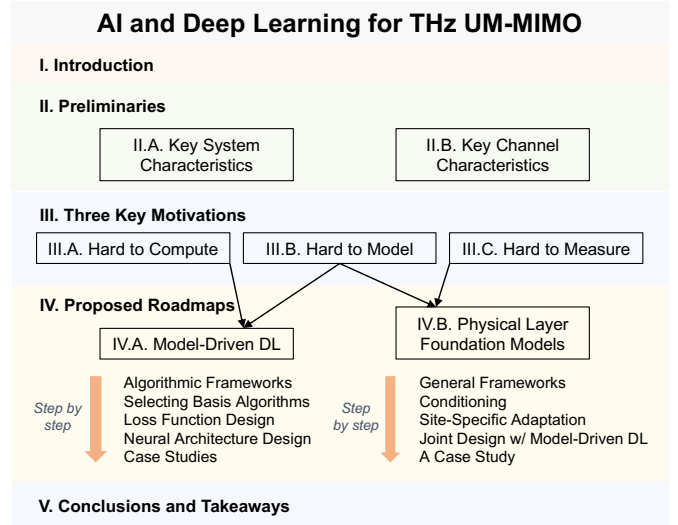 AI and Deep Learning for THz UM-MIMO
I. Introduction
II. Preliminaries
II.A. Key System
Characteristics
II.B. Key Channel
Characteristics
III. Three Key Motivations
III.A. Hard to Compute
III.B. Hard to Model
III.C. Hard to Measure
IV. Proposed Roadmaps
IV.A. Model-Driven DL
IV.B. Physical Layer
Foundation Models
Step by
step
Algorithmic Frameworks
Selecting Basis Algorithms
Loss Function Design
Neural Architecture Design
Case Studies
Step
by step
General Frameworks
Conditioning
Site-Specific Adaptation
Joint Design w/ Model-Driven DL
A Case Study
V. Conclusions and Takeaways